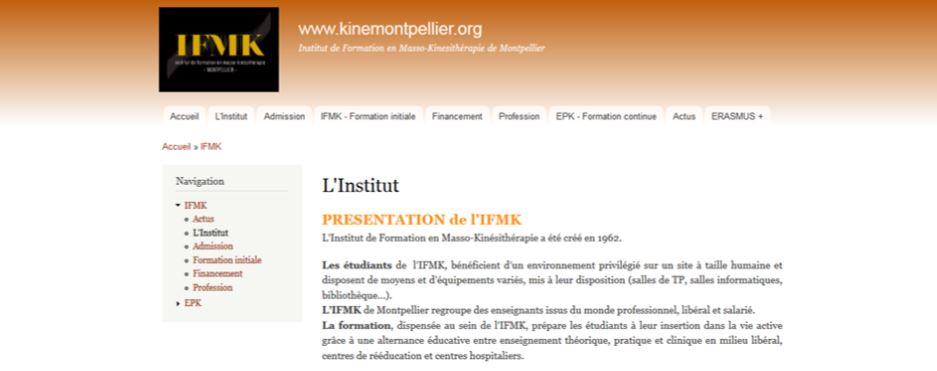 IFMK
institut de formation en masso-kinésithérapie
- MONTPELLIER -
www.kinemontpellier.org
Institut de Formation en Masso-Kinesithérapie de Montpellier
Accueil L'Institut Admission IFMK - Formation initiale Financement Profession EPK - Formation continue Actus ERASMUS +
Accueil » IFMK
Navigation
IFMK
Actus
L'Institut
Admission
Formation initiale
Financement
Profession
EPK
L'Institut
PRESENTATION de l'IFMK
L'Institut de Formation en Masso-Kinésithérapie a été créé en 1962.
Les étudiants de l'IFMK, bénéficient d'un environnement privilégié sur un site à taille humaine et
disposent de moyens et d'équipements variés, mis à leur disposition (salles de TP, salles informatiques,
bibliothèque...).
L'IFMK de Montpellier regroupe des enseignants issus du monde professionnel, libéral et salarié.
La formation, dispensée au sein de l'IFMK, prépare les étudiants à leur insertion dans la vie active
grâce à une alternance éducative entre enseignement théorique, pratique et clinique en milieu libéral,
centres de rééducation et centres hospitaliers.